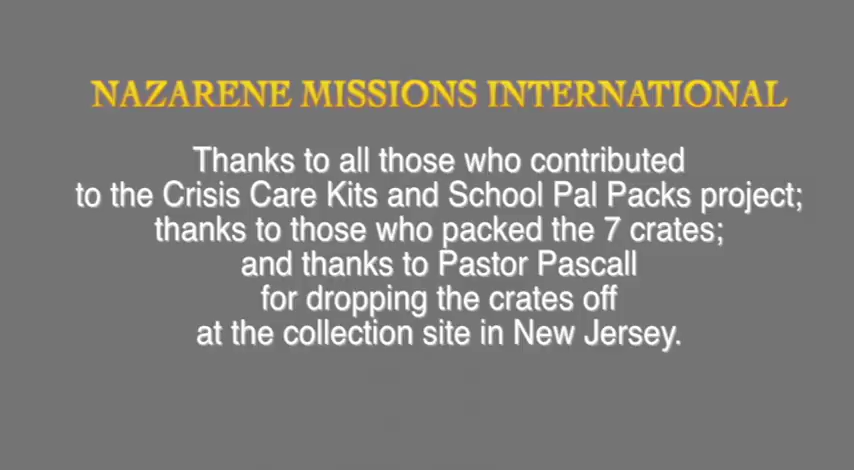 NAZARENE MISSIONS INTERNATIONAL
Thanks to all those who contributed
to the Crisis Care Kits and School Pal Packs project;
thanks to those who packed the 7 crates;
and thanks to Pastor Pascall
for dropping the crates off
at the collection site in New Jersey.